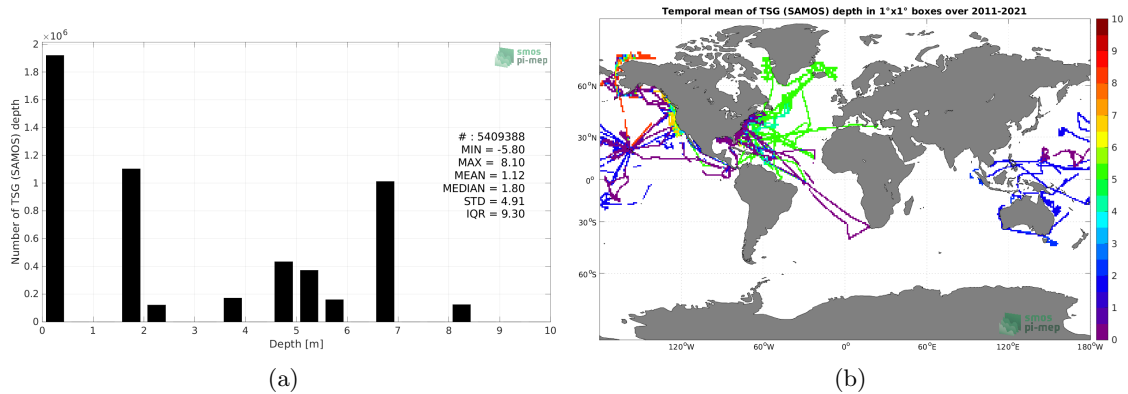 2
×10⁶
1.8
1.6
1.4
1.2
1
0.8
0.6
0.4
0.2
0
Number of TSG (SAMOS) depth
smos
pi-mep
# : 5409388
MIN = -5.80
MAX = 8.10
MEAN = 1.12
MEDIAN = 1.80
STD = 4.91
IQR = 9.30
0 1 2 3 4 5 6 7 8 9 10
Depth [m]
(a)
Temporal mean of TSG (SAMOS) depth in 1°x1° boxes over 2011-2021
60°N
30°N
0°
30°S
60°S
120°W 60°W 0° 60°E 120°E 180°W
smos
pi-mep
10
9
8
7
6
5
4
3
2
1
0
(b)